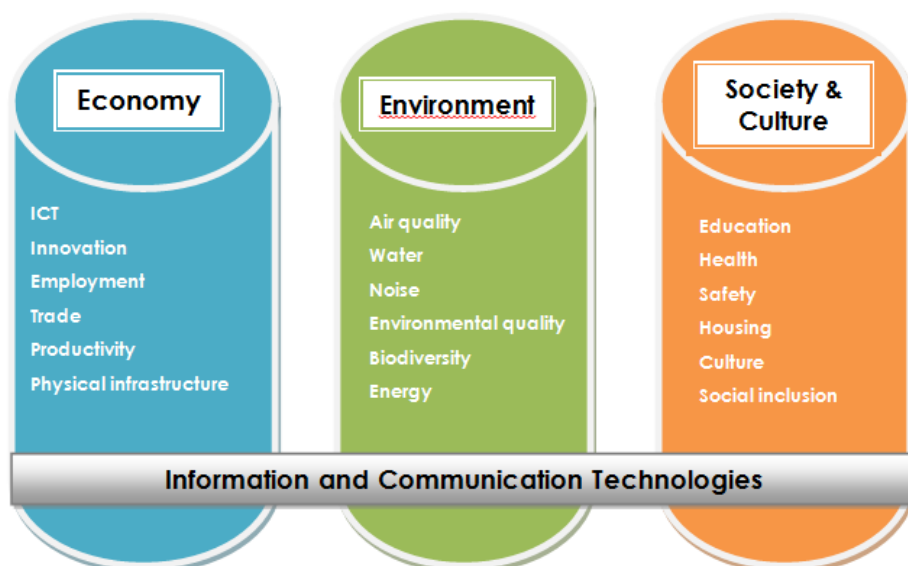 Economy
ICT
Innovation
Employment
Trade
Productivity
Physical infrastructure
Environment
Air quality
Water
Noise
Environmental quality
Biodiversity
Energy
Society &
Culture
Education
Health
Safety
Housing
Culture
Social inclusion
Information and Communication Technologies